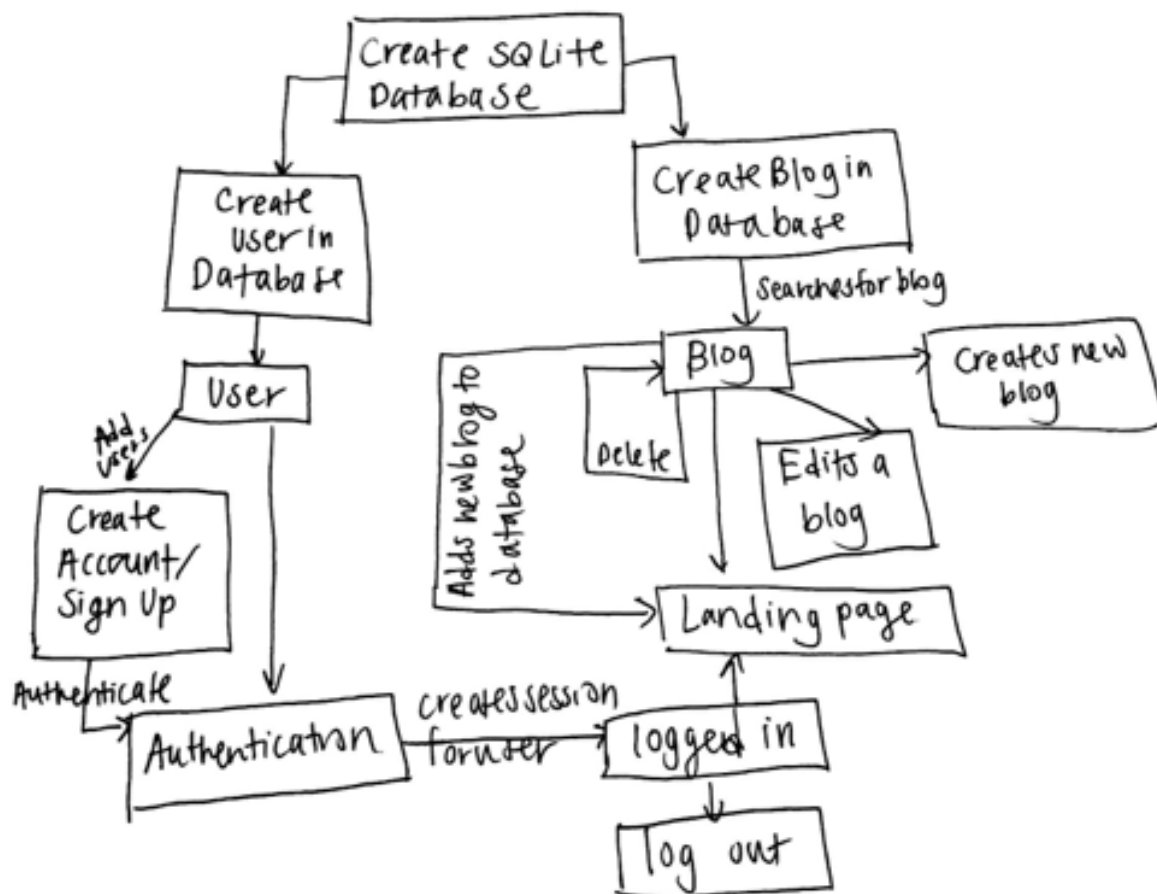 Create SQLite
Database
Create
User in
Database
Create Blog in
Database
Searches for blog
User
Blog
Creates new
blog
Add
Users
Delete
Edits a
blog
Adds new blog to
database
Create
Account/
Sign Up
Landing page
Authenticate
Authentication
creates session
for user
logged in
log out